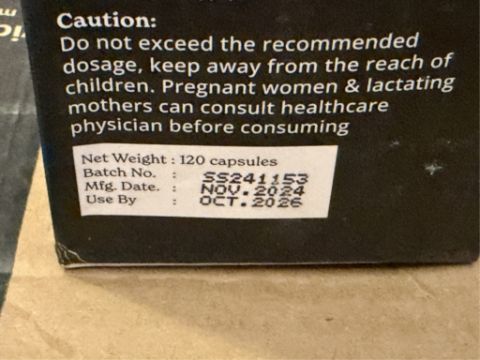 Caution:
Do not exceed the recommended
dosage, keep away from the reach of
children. Pregnant women & lactating
mothers can consult healthcare
physician before consuming
Net Weight : 120 capsules
Batch No. : SS241153
Mfg. Date. : NOV.2024
Use By : OCT.2026